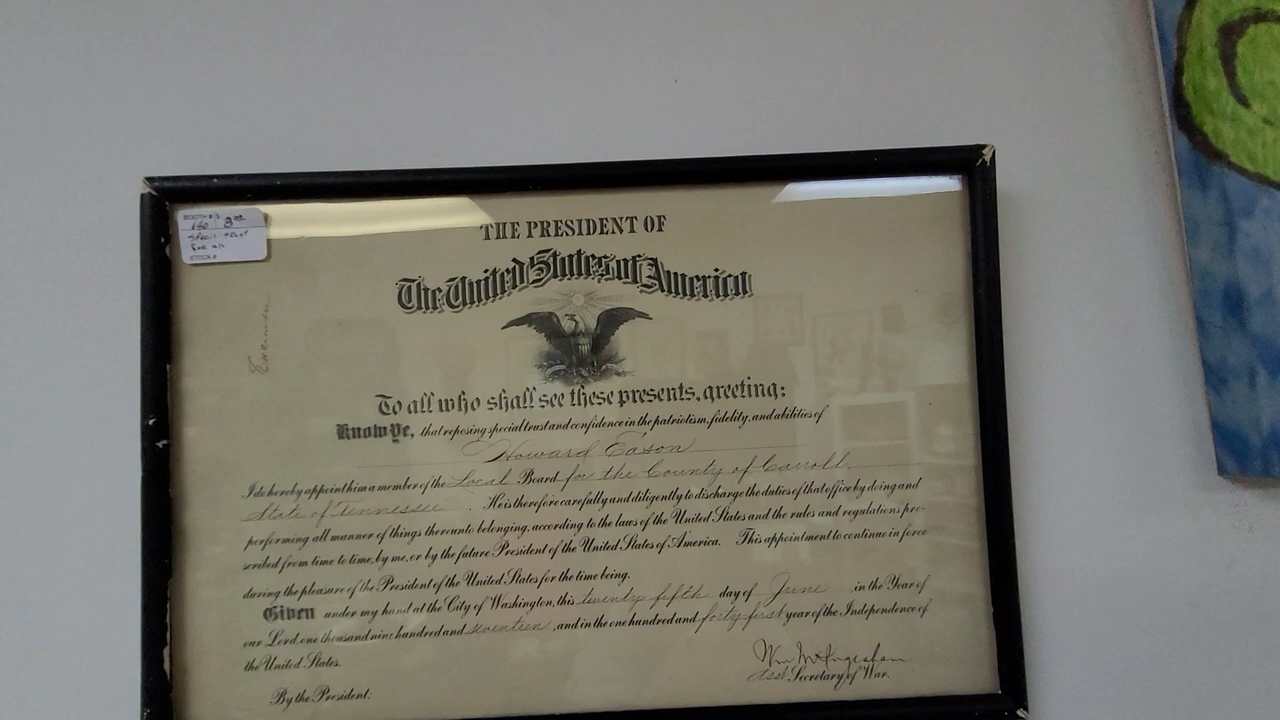 BOOTH #
THE PRESIDENT OF
The United States of America
To all who shall see these presents, greeting:
Know Ye, that reposing special trust and confidence in the patriotism, fidelity, and abilities of
Howard Eason
I do hereby appoint him a member of the Local Board for the County of Carroll,
State of Tennessee. He is therefore carefully and diligently to discharge the duties of that office by doing and
performing all manner of things thereunto belonging, according to the laws of the United States and the rules and regulations pre-
scribed from time to time, by me, or by the future President of the United States of America. This appointment to continue in force
during the pleasure of the President of the United States for the time being.
Given under my hand at the City of Washington, this twenty fifth day of June, in the Year of
our Lord, one thousand nine hundred and seventeen, and in the one hundred and forty-first year of the Independence of
the United States.
Wm M Ingraham
Asst. Secretary of War.
By the President: